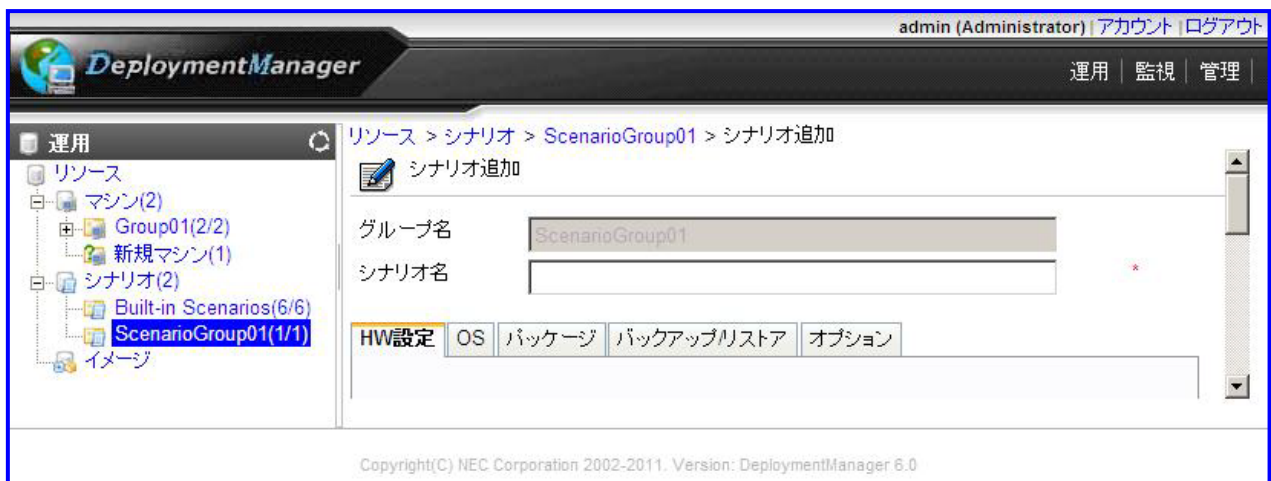 admin (Administrator) | アカウント | ログアウト
DeploymentManager
運用 | 監視 | 管理 |
運用
リソース
マシン(2)
Group01(2/2)
新規マシン(1)
シナリオ(2)
Built-in Scenarios(6/6)
ScenarioGroup01(1/1)
イメージ
リソース > シナリオ > ScenarioGroup01 > シナリオ追加
シナリオ追加
グループ名 ScenarioGroup01
シナリオ名 *
HW設定 OS パッケージ バックアップ/リストア オプション
Copyright(C) NEC Corporation 2002-2011. Version: DeploymentManager 6.0